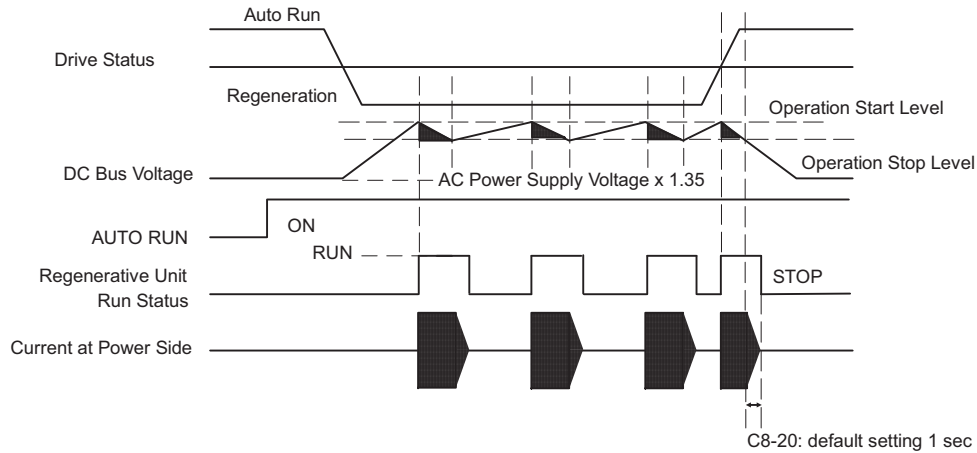 Auto Run
Drive Status
Regeneration
Operation Start Level
Operation Stop Level
DC Bus Voltage
AC Power Supply Voltage x 1.35
ON
AUTO RUN
RUN
Regenerative Unit
Run Status
STOP
Current at Power Side
C8-20: default setting 1 sec